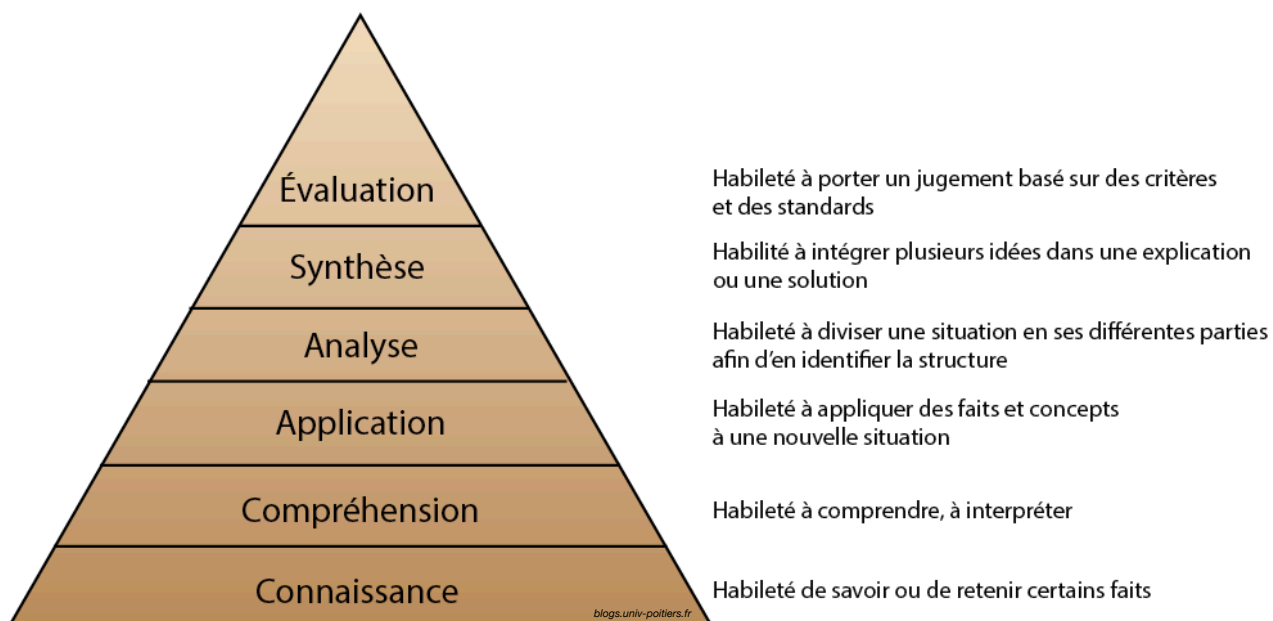 Évaluation
Habileté à porter un jugement basé sur des critères
et des standards
Synthèse
Habilité à intégrer plusieurs idées dans une explication
ou une solution
Analyse
Habileté à diviser une situation en ses différentes parties
afin d’en identifier la structure
Application
Habileté à appliquer des faits et concepts
à une nouvelle situation
Compréhension
Habileté à comprendre, à interpréter
Connaissance
Habileté de savoir ou de retenir certains faits
blogs.univ-poitiers.fr